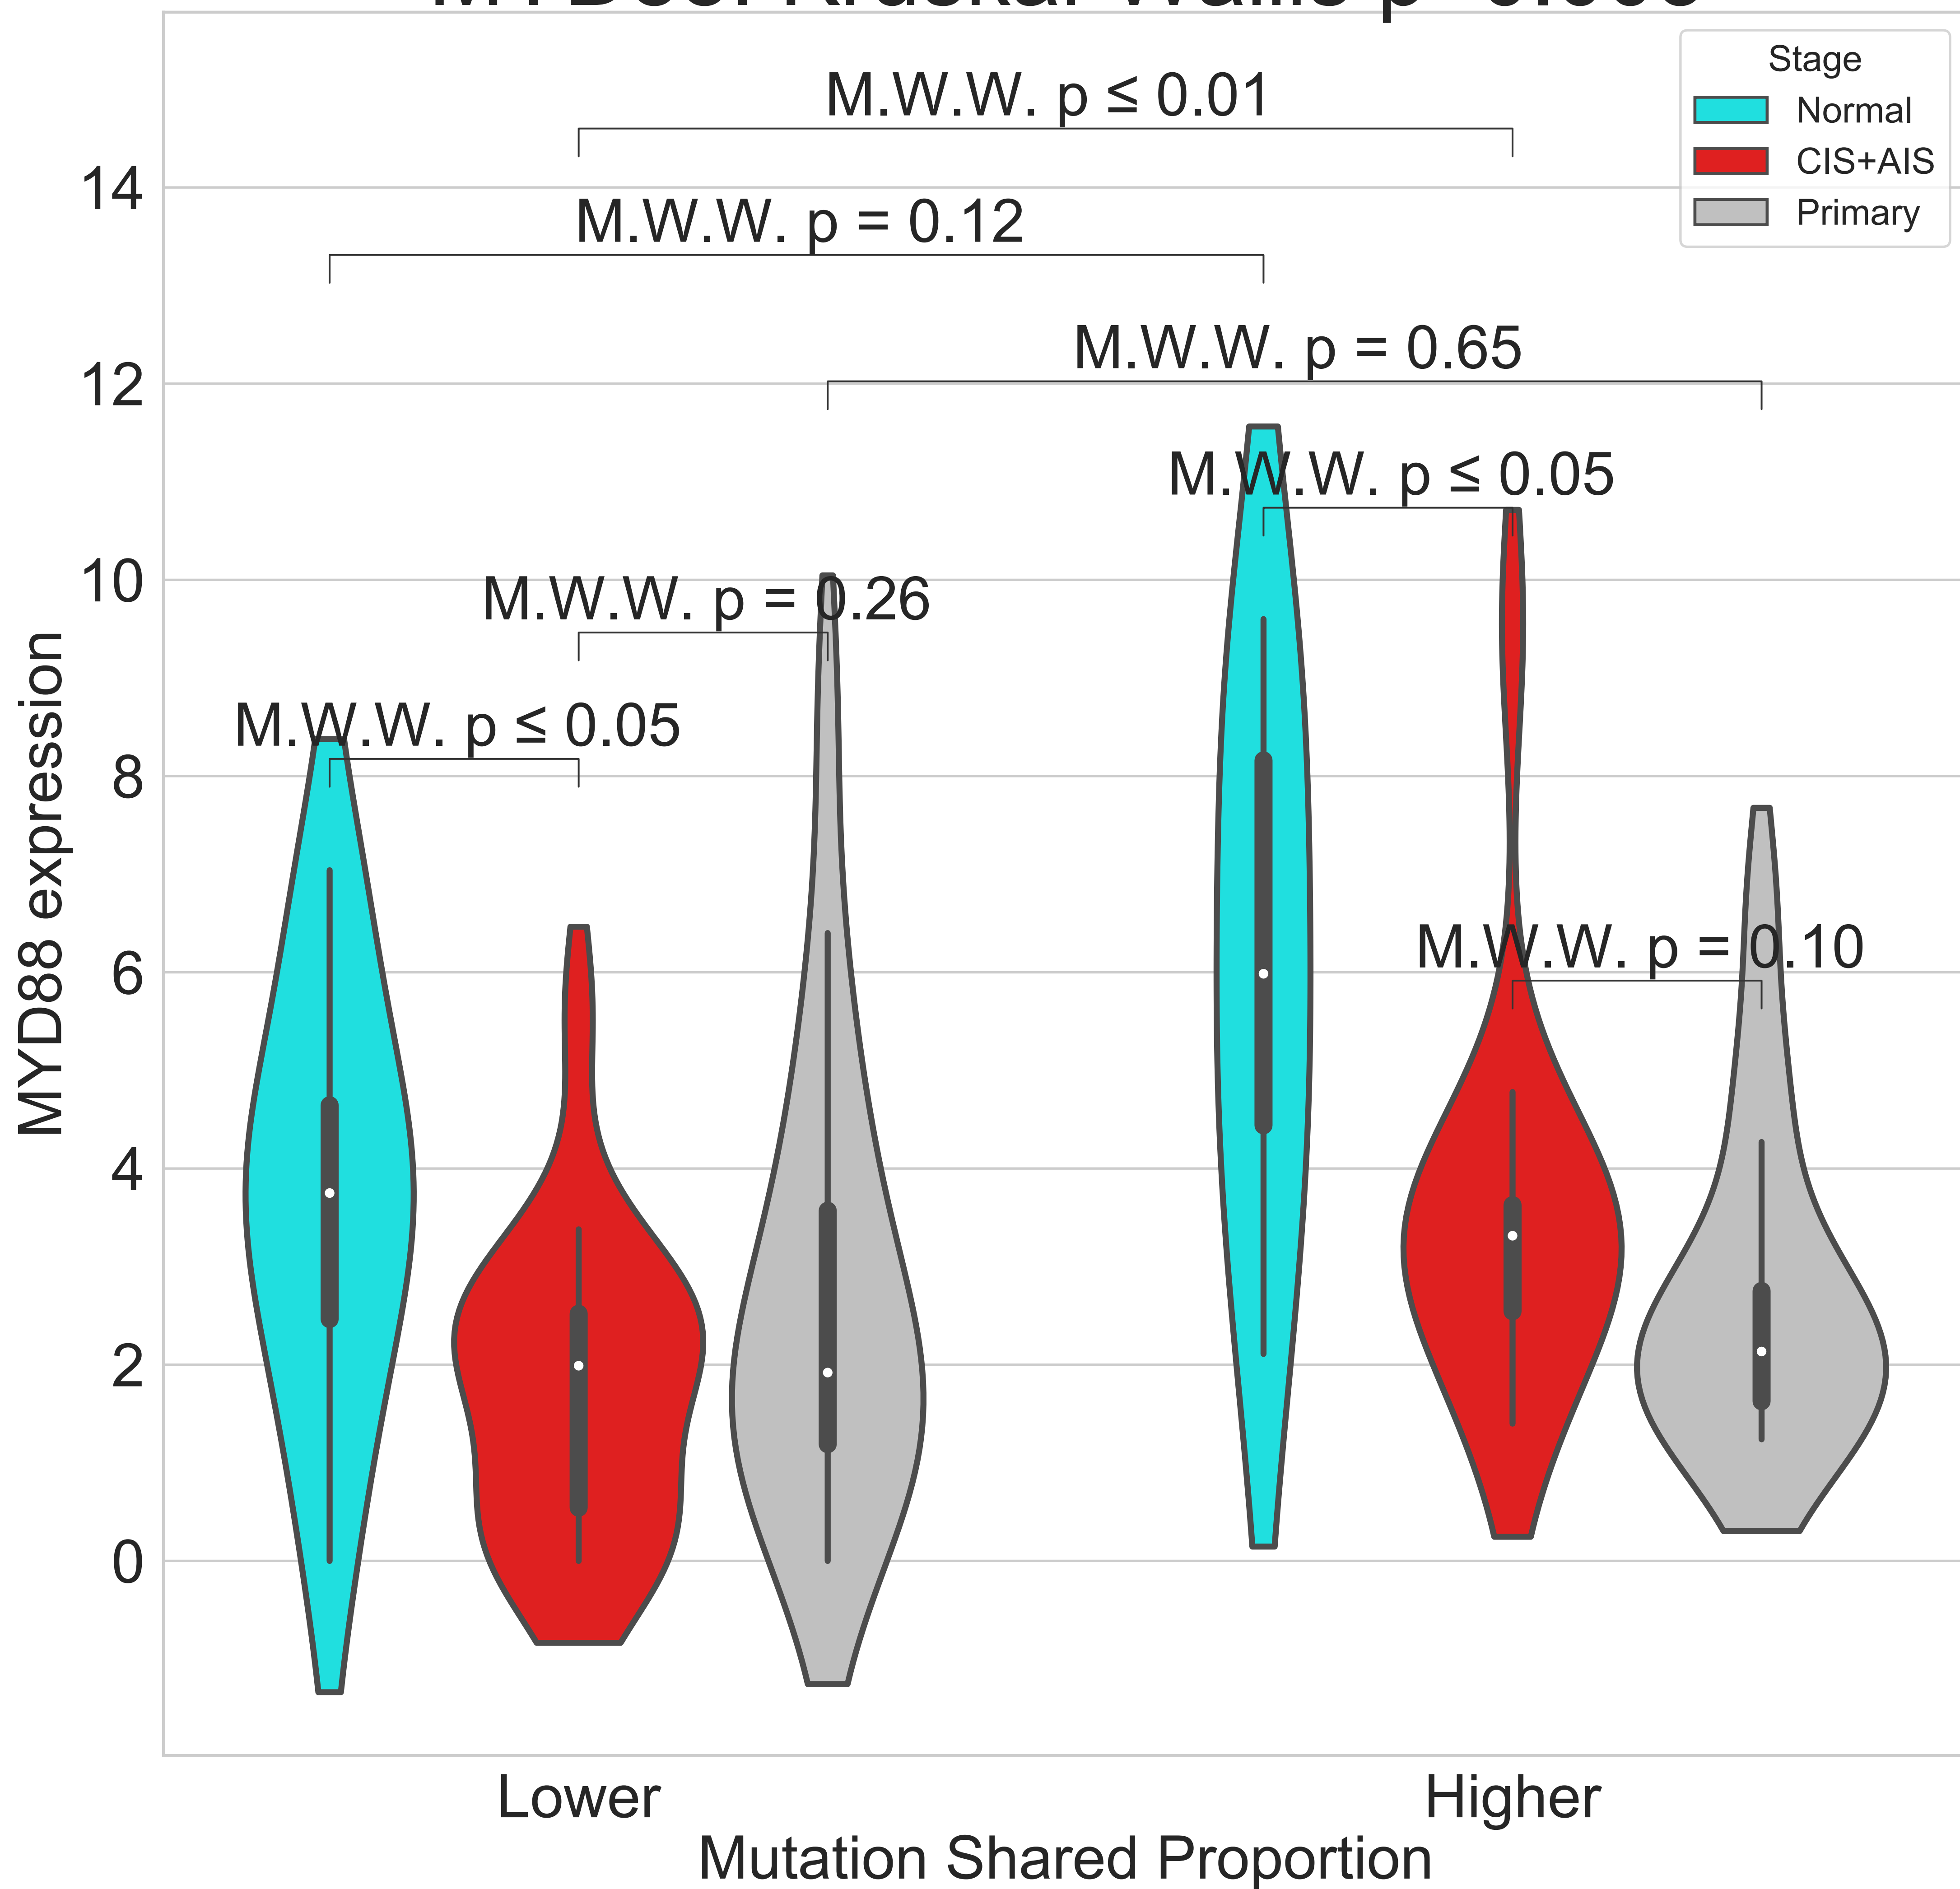 Stage
Normal
CIS+AIS
Primary
M.W.W. p ≤ 0.01
M.W.W. p = 0.12
M.W.W. p = 0.65
M.W.W. p ≤ 0.05
M.W.W. p = 0.26
M.W.W. p ≤ 0.05
M.W.W. p = 0.10
14
12
10
8
6
4
2
0
MYD88 expression
Lower
Higher
Mutation Shared Proportion